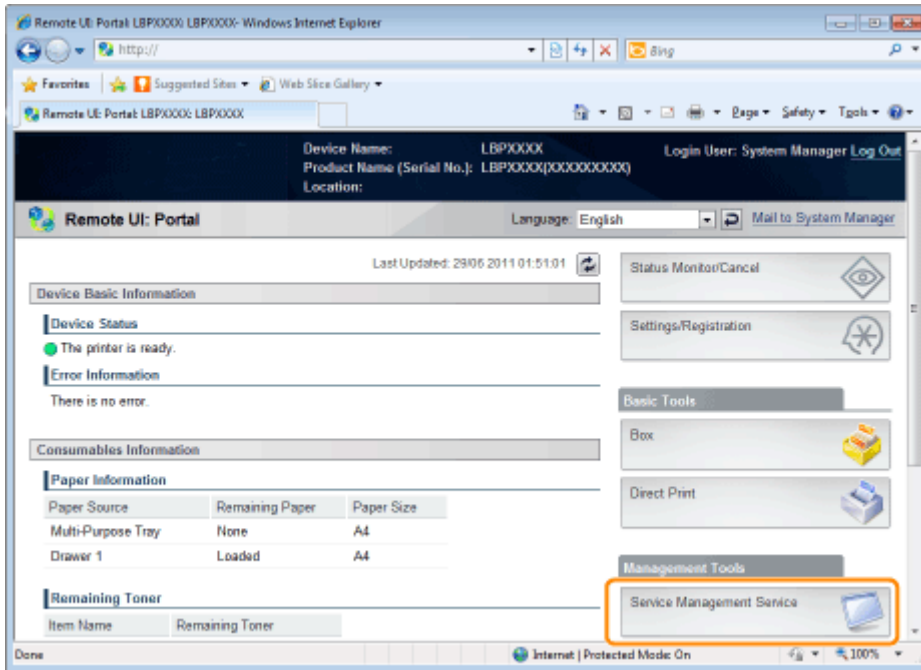 Remote UI: Portal: LBPXXXX: LBPXXXX- Windows Internet Explorer
http://
Bing
Favorites Suggested Sites Web Slice Gallery
Remote UI: Portal: LBPXXXX: LBPXXXX
Page Safety Tools
Device Name: LBPXXXX
Product Name (Serial No.): LBPXXXX(XXXXXXXXX)
Location:
Login User: System Manager Log Out
Remote UI: Portal
Language: English
Mail to System Manager
Last Updated: 29/06 2011 01:51:01
Device Basic Information
Device Status
The printer is ready.
Error Information
There is no error.
Consumables Information
Paper Information
Paper Source Remaining Paper Paper Size
Multi-Purpose Tray None A4
Drawer 1 Loaded A4
Remaining Toner
Item Name Remaining Toner
Status Monitor/Cancel
Settings/Registration
Basic Tools
Box
Direct Print
Management Tools
Service Management Service
Done
Internet | Protected Mode: On
100%